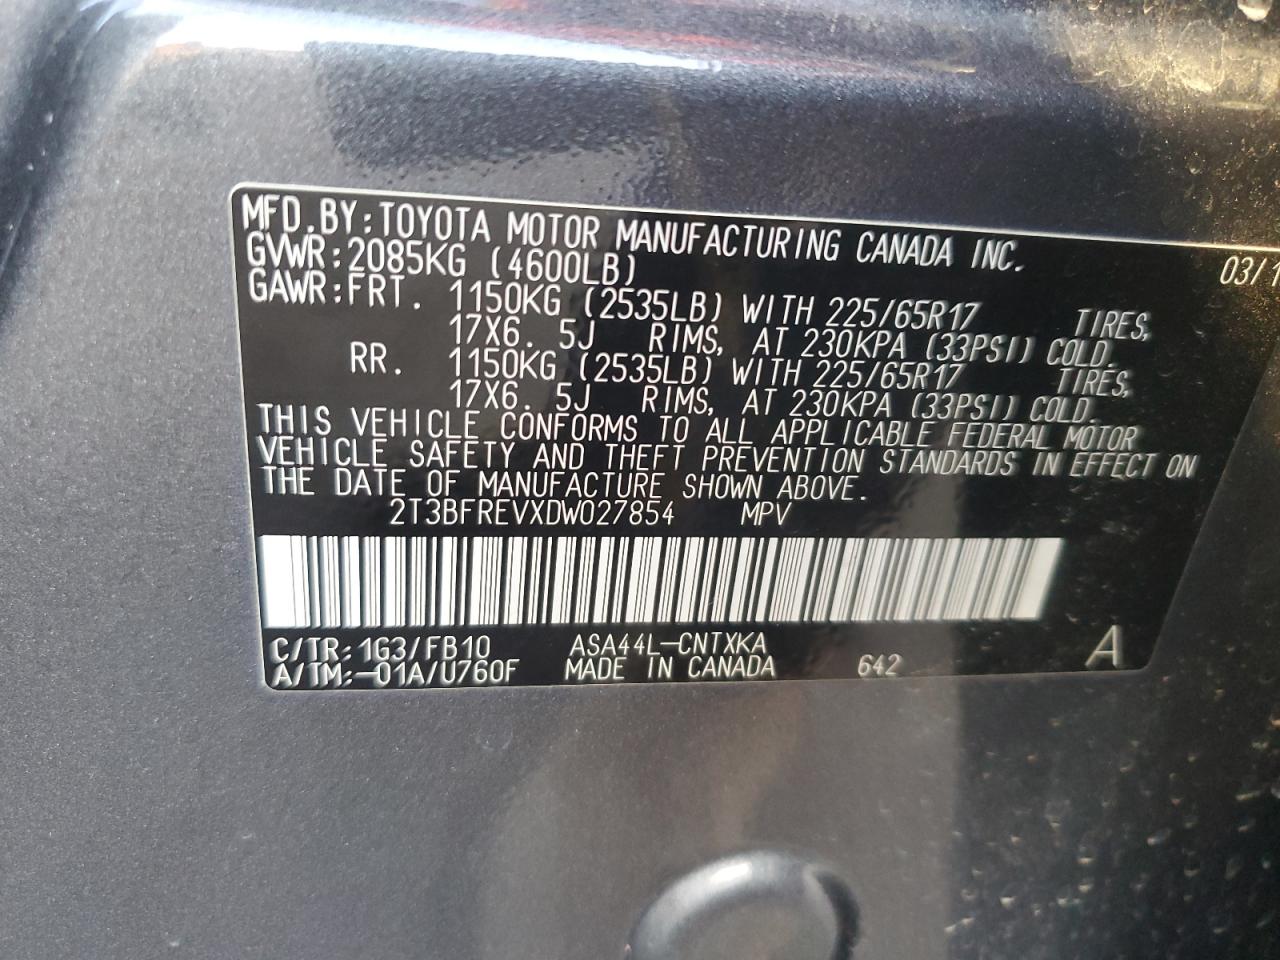 MFD.BY:TOYOTA MOTOR MANUFACTURING CANADA INC. 03/1
GVWR:2085KG (4600LB)
GAWR:FRT. 1150KG (2535LB) WITH 225/65R17 TIRES,
17X6.5J RIMS, AT 230KPA (33PSI) COLD.
RR. 1150KG (2535LB) WITH 225/65R17 TIRES,
17X6.5J RIMS, AT 230KPA (33PSI) COLD.
THIS VEHICLE CONFORMS TO ALL APPLICABLE FEDERAL MOTOR
VEHICLE SAFETY AND THEFT PREVENTION STANDARDS IN EFFECT ON
THE DATE OF MANUFACTURE SHOWN ABOVE.
2T3BFREVXDW027854 MPV
C/TR:1G3/FB10 ASA44L-CNTXKA
A/TM:-01A/U760F MADE IN CANADA 642 A